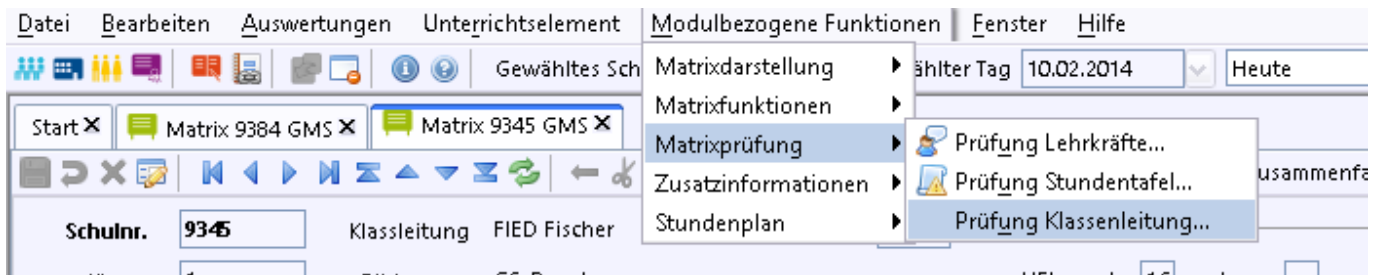 Datei Bearbeiten Auswertungen Unterrichtselement Modulbezogene Funktionen Fenster Hilfe
Gewähltes Sch Matrixdarstellung ählter Tag 10.02.2014 Heute
Matrixfunktionen
Start Matrix 9384 GMS Matrix 9345 GMS
Matrixprüfung Prüfung Lehrkräfte...
Zusatzinformationen Prüfung Stundentafel... usammenfa
Schulnr. 9345 Klassleitung FIED Fischer Stundenplan Prüfung Klassenleitung...